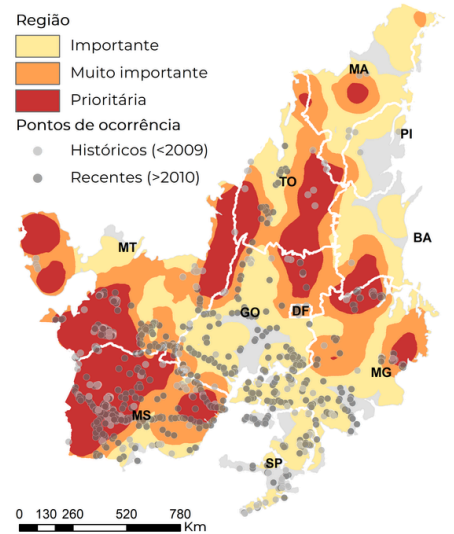 Região
Importante
Muito importante
Prioritária
Pontos de ocorrência
Históricos (<2009)
Recentes (>2010)
MA
PI
TO
BA
MT
GO
DF
MG
MS
SP
0 130 260 520 780
Km